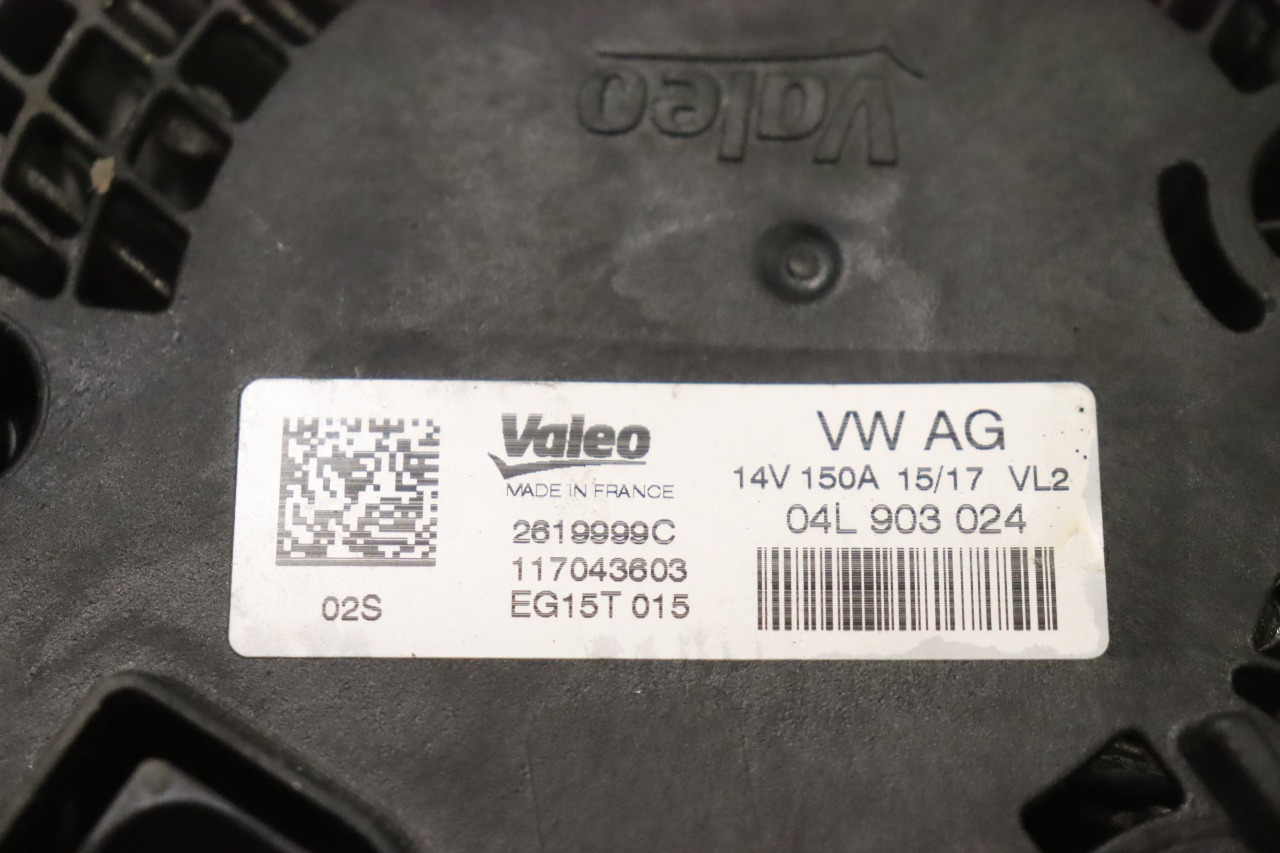 Valeo
Valeo
MADE IN FRANCE
2619999C
117043603
EG15T 015
02S
VW AG
14V 150A 15/17 VL2
04L 903 024